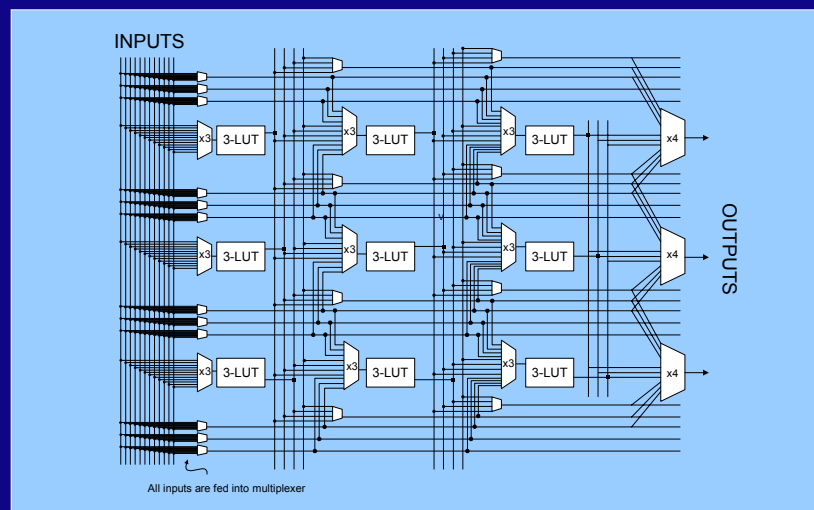 INPUTS
x3
3-LUT
x3
3-LUT
x3
3-LUT
x4
x3
3-LUT
x3
3-LUT
V
x3
3-LUT
x4
OUTPUTS
x3
3-LUT
x3
3-LUT
x3
3-LUT
x4
All inputs are fed into multiplexer